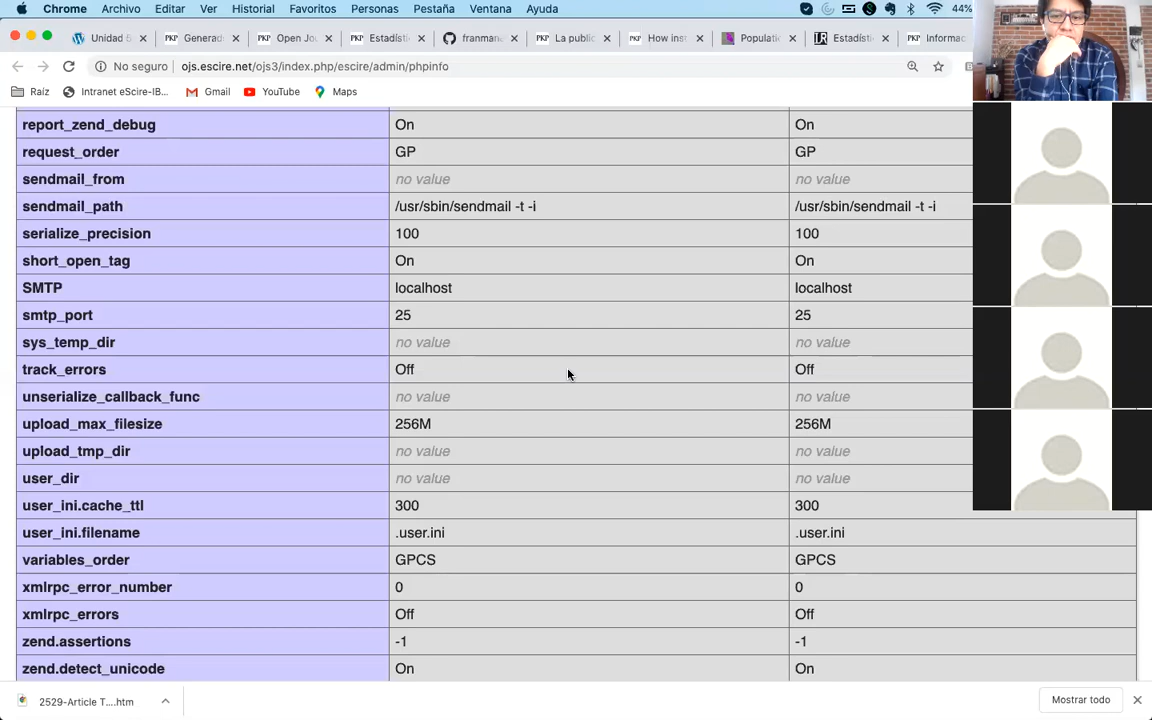 Chrome Archivo Editar Ver Historial Favoritos Personas Pestaña Ventana Ayuda 44%
Unidad & Generad Open Jo Estadísti franman La public How ins Populati Estadísti Informac
No seguro ojs.escire.net/ojs3/index.php/escire/admin/phpinfo
Raíz Intranet eScire-IB... Gmail YouTube Maps
report_zend_debug On On
request_order GP GP
sendmail_from no value no value
sendmail_path /usr/sbin/sendmail -t -i /usr/sbin/sendmail -t -i
serialize_precision 100 100
short_open_tag On On
SMTP localhost localhost
smtp_port 25 25
sys_temp_dir no value no value
track_errors Off Off
unserialize_callback_func no value no value
upload_max_filesize 256M 256M
upload_tmp_dir no value no value
user_dir no value no value
user_ini.cache_ttl 300 300
user_ini.filename .user.ini .user.ini
variables_order GPCS GPCS
xmlrpc_error_number 0 0
xmlrpc_errors Off Off
zend.assertions -1 -1
zend.detect_unicode On On
2529-Article T....htm Mostrar todo